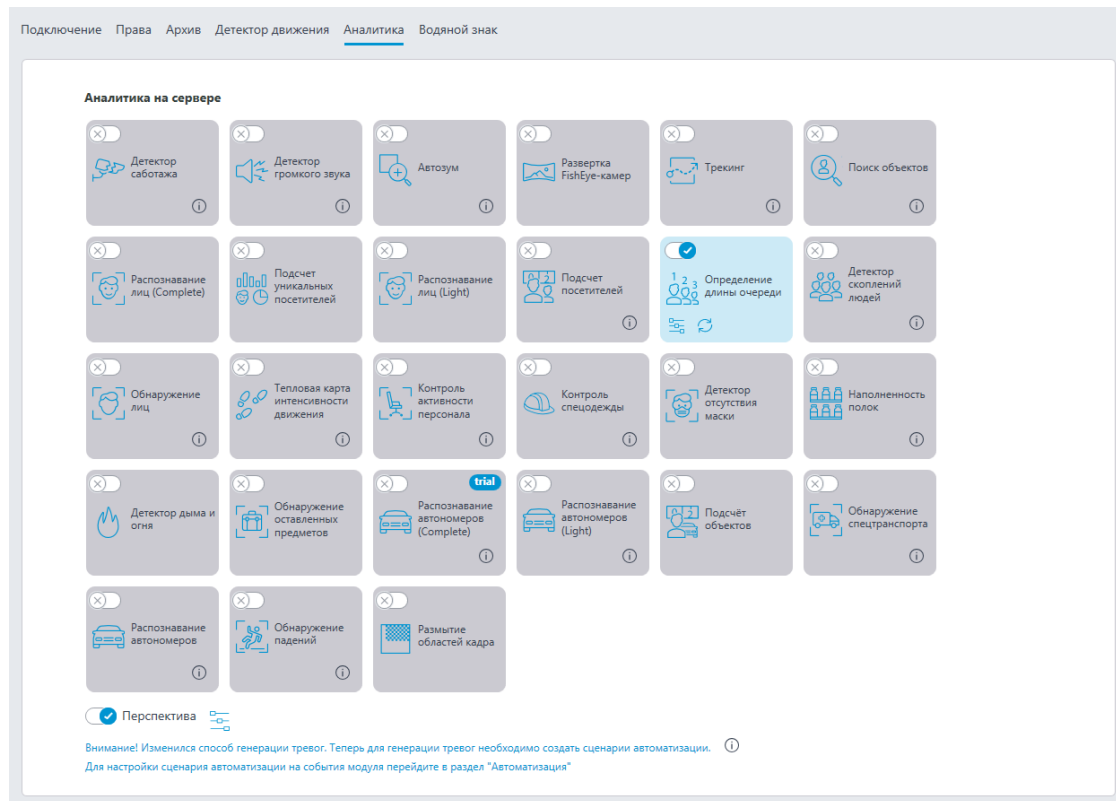 Подключение Права Архив Детектор движения Аналитика Водяной знак
Аналитика на сервере
Детектор
саботажа
Детектор
громкого звука
Автозум
Развертка
FishEye-камер
Трекинг
Поиск объектов
Распознавание
лиц (Complete)
Подсчет
уникальных
посетителей
Распознавание
лиц (Light)
Подсчет
посетителей
1 2 3
Определение
длины очереди
Детектор
скоплений
людей
Обнаружение
лиц
Тепловая карта
интенсивности
движения
Контроль
активности
персонала
Контроль
спецодежды
Детектор
отсутствия
маски
Наполненность
полок
Детектор дыма и
огня
Обнаружение
оставленных
предметов
trial
Распознавание
автономеров
(Complete)
Распознавание
автономеров
(Light)
Подсчёт
объектов
Обнаружение
спецтранспорта
Распознавание
автономеров
Обнаружение
падений
Размытие
областей кадра
Перспектива
Внимание! Изменился способ генерации тревог. Теперь для генерации тревог необходимо создать сценарии автоматизации.
Для настройки сценария автоматизации на события модуля перейдите в раздел "Автоматизация"